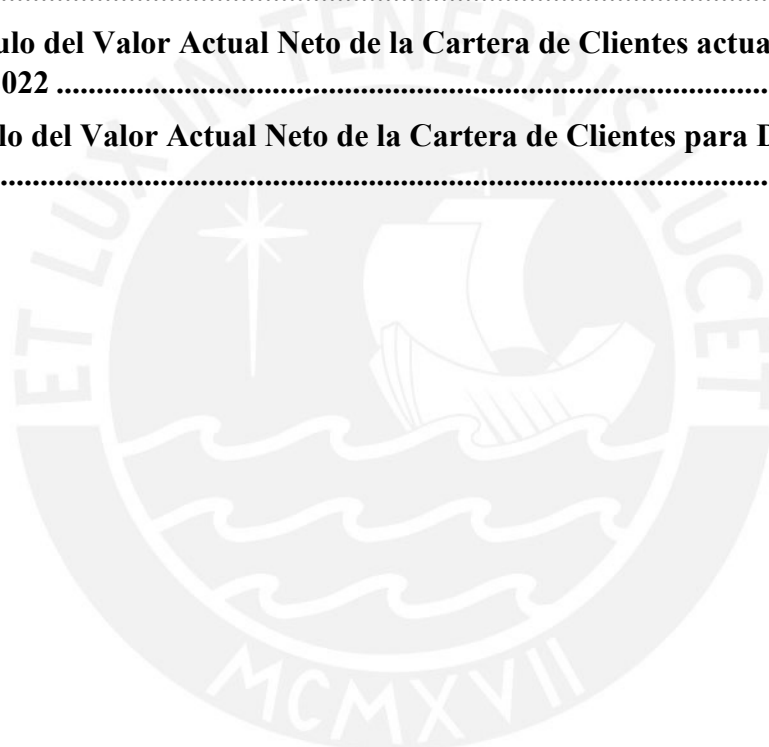 ulo del Valor Actual Neto de la Cartera de Clientes actua
022 ................................................................................................................
lo del Valor Actual Neto de la Cartera de Clientes para D
................................................................................................................
ET LUX IN TENEBRIS LUCET
MCMXVII